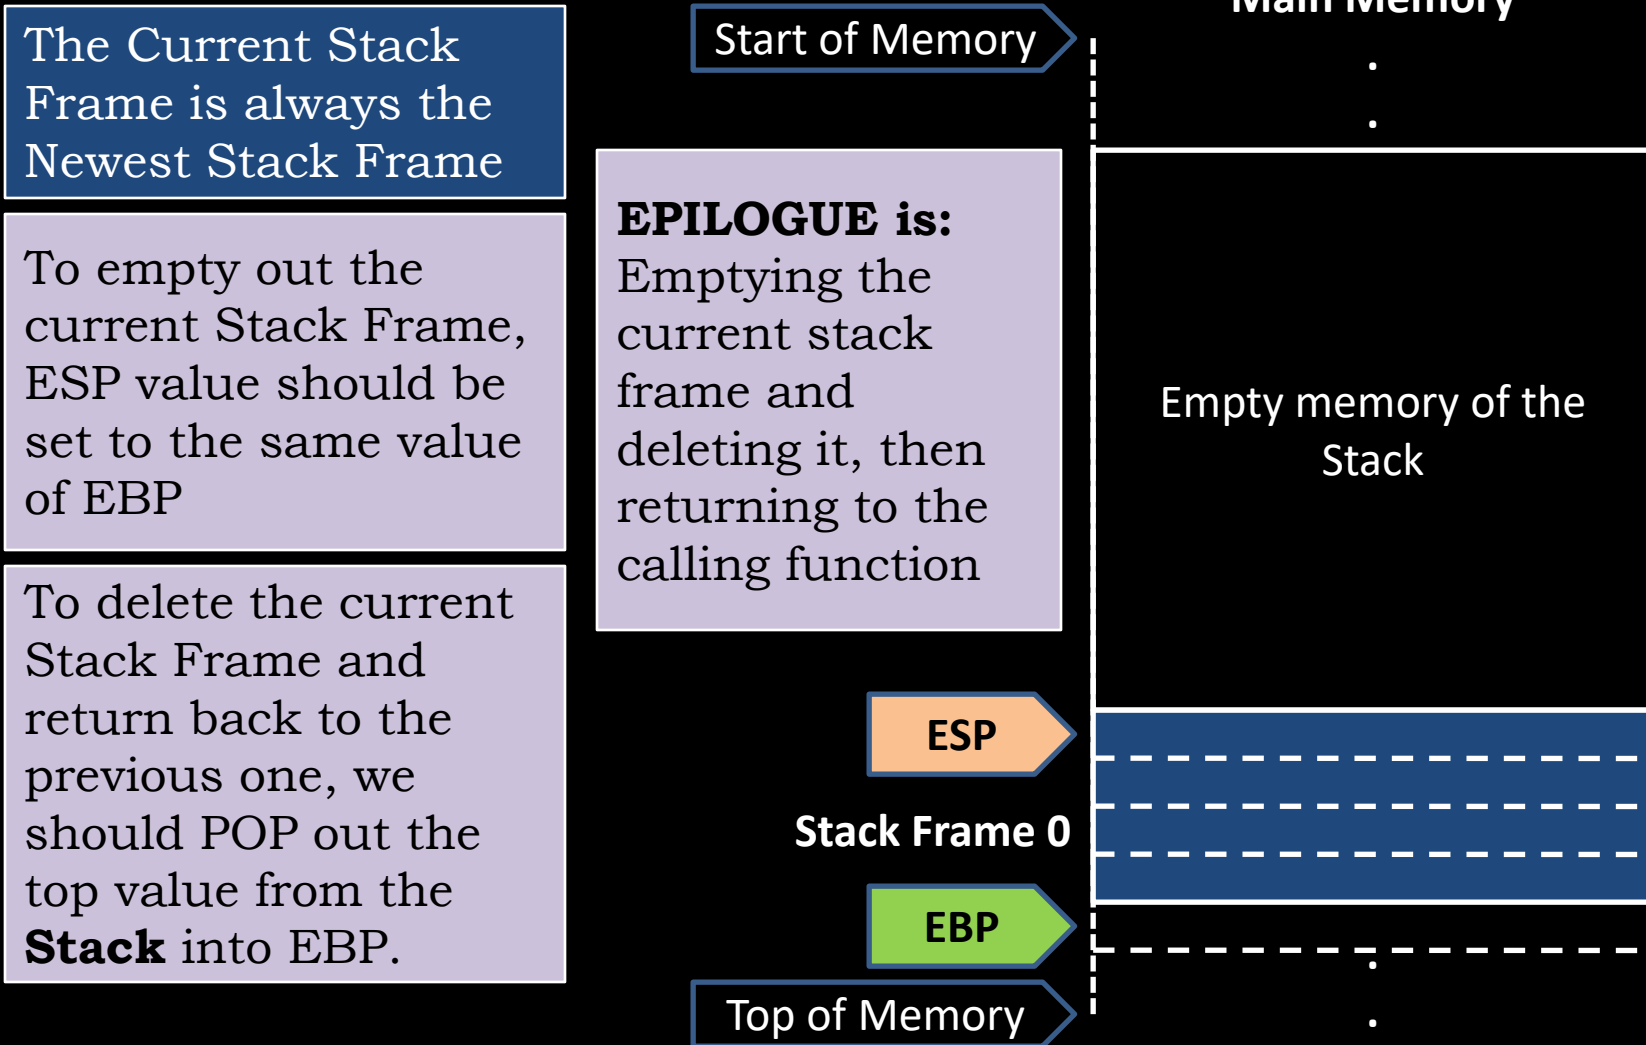 The Current Stack
Frame is always the
Newest Stack Frame
To empty out the
current Stack Frame,
ESP value should be
set to the same value
of EBP
To delete the current
Stack Frame and
return back to the
previous one, we
should POP out the
top value from the
Stack into EBP.
Start of Memory
EPILOGUE is:
Emptying the
current stack
frame and
deleting it, then
returning to the
calling function
ESP
Stack Frame 0
EBP
Top of Memory
Main Memory
.
.
Empty memory of the
Stack
.
.